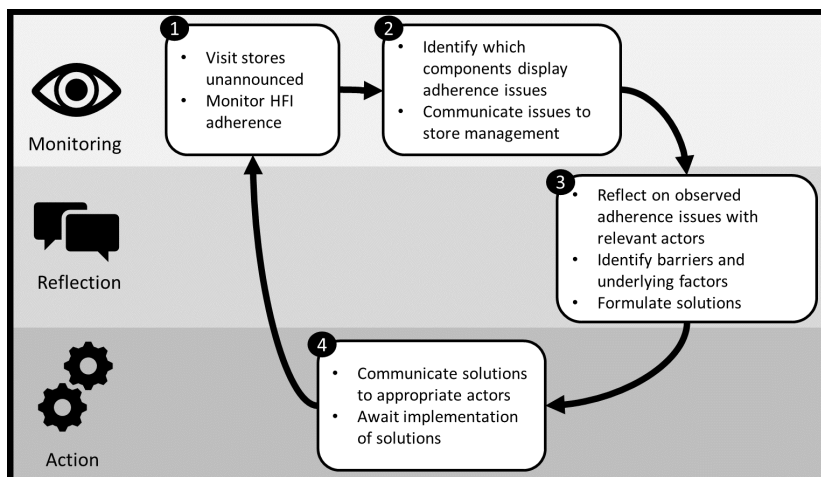 1
• Visit stores
unannounced
• Monitor HFI
adherence
2
• Identify which
components display
adherence issues
• Communicate issues to
store management
Monitoring
3
• Reflect on observed
adherence issues with
relevant actors
• Identify barriers and
underlying factors
• Formulate solutions
Reflection
4
• Communicate solutions
to appropriate actors
• Await implementation
of solutions
Action